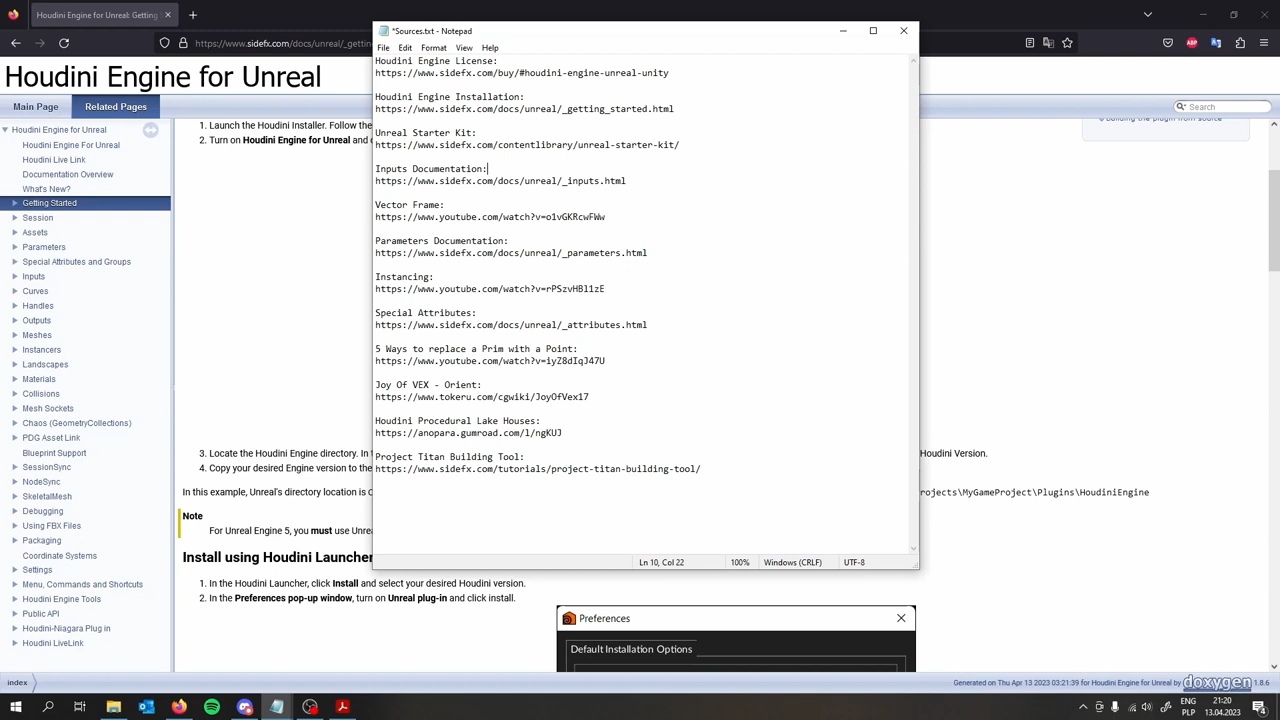 Houdini Engine for Unreal: Getting
https://www.sidefx.com/docs/unreal/_getting
Houdini Engine for Unreal
Main Page
Related Pages
Search
Houdini Engine for Unreal
Houdini Engine For Unreal
Houdini Live Link
Documentation Overview
What's New?
Getting Started
Session
Assets
Parameters
Special Attributes and Groups
Inputs
Curves
Handles
Outputs
Meshes
Instancers
Landscapes
Materials
Collisions
Mesh Sockets
Chaos (GeometryCollections)
PDG Asset Link
Blueprint Support
SessionSync
NodeSync
SkeletalMesh
Debugging
Using FBX Files
Packaging
Coordinate Systems
Settings
Menu, Commands and Shortcuts
Houdini Engine Tools
Public API
Houdini-Niagara Plug in
Houdini LiveLink
1. Launch the Houdini Installer. Follow the
2. Turn on Houdini Engine for Unreal and
Building the plugin from source
*Sources.txt - Notepad
File Edit Format View Help
Houdini Engine License:
https://www.sidefx.com/buy/#houdini-engine-unreal-unity
Houdini Engine Installation:
https://www.sidefx.com/docs/unreal/_getting_started.html
Unreal Starter Kit:
https://www.sidefx.com/contentlibrary/unreal-starter-kit/
Inputs Documentation:
https://www.sidefx.com/docs/unreal/_inputs.html
Vector Frame:
https://www.youtube.com/watch?v=o1vGKRcwFWw
Parameters Documentation:
https://www.sidefx.com/docs/unreal/_parameters.html
Instancing:
https://www.youtube.com/watch?v=rPSzvHBl1zE
Special Attributes:
https://www.sidefx.com/docs/unreal/_attributes.html
5 Ways to replace a Prim with a Point:
https://www.youtube.com/watch?v=iyZ8dIqJ47U
Joy Of VEX - Orient:
https://www.tokeru.com/cgwiki/JoyOfVex17
Houdini Procedural Lake Houses:
https://anopara.gumroad.com/l/ngKUJ
Project Titan Building Tool:
https://www.sidefx.com/tutorials/project-titan-building-tool/
Ln 10, Col 22 100% Windows (CRLF) UTF-8
3. Locate the Houdini Engine directory. In Houdini Version.
4. Copy your desired Engine version to the
In this example, Unreal's directory location is rojects\MyGameProject\Plugins\HoudiniEngine
Note
For Unreal Engine 5, you must use Unrea
Install using Houdini Launcher
1. In the Houdini Launcher, click Install and select your desired Houdini version.
2. In the Preferences pop-up window, turn on Unreal plug-in and click install.
Preferences
Default Installation Options
index
Generated on Thu Apr 13 2023 03:21:39 for Houdini Engine for Unreal by doxygen 1.8.6
ENG
PLP
21:20
13.04.2023